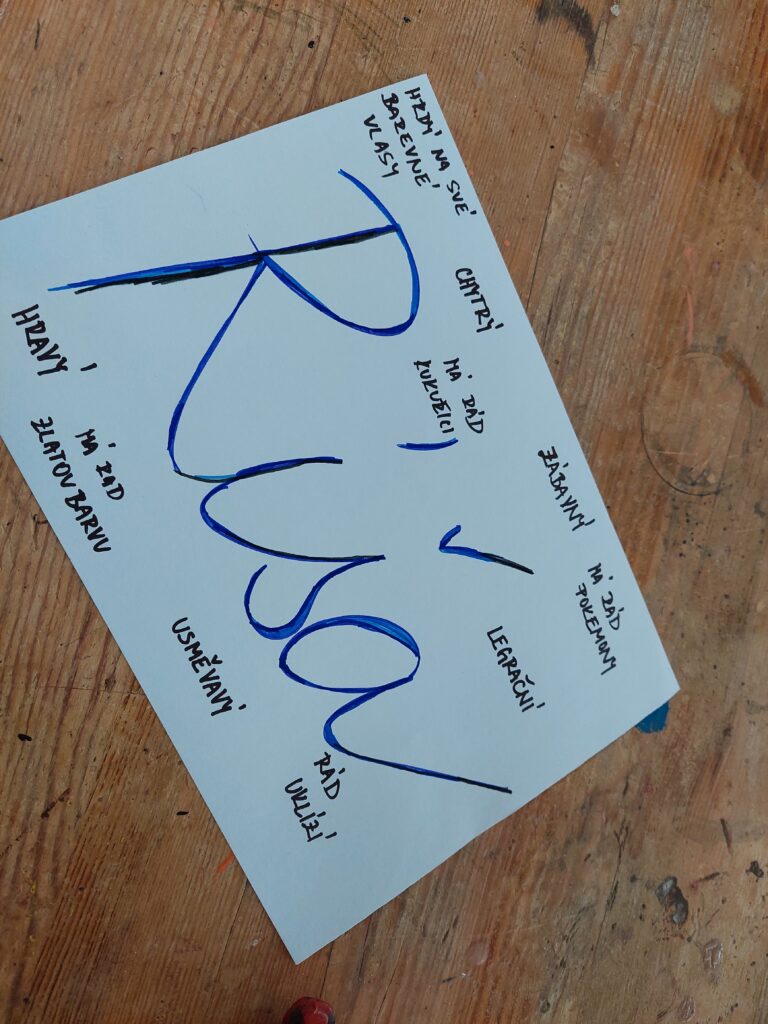 HRDÝ NA SVÉ
BAREVNÉ
VLASY
CHYTRÝ
MÁ RÁD
KUKUŘICI
ZÁBAVNÝ
MÁ RÁD
POKEMONY
LEGRAČNÍ
Ríša
HRAVÝ
MÁ RÁD
ZLATOU BARVU
USMĚVAVÝ
RÁD
UKLÍZÍ